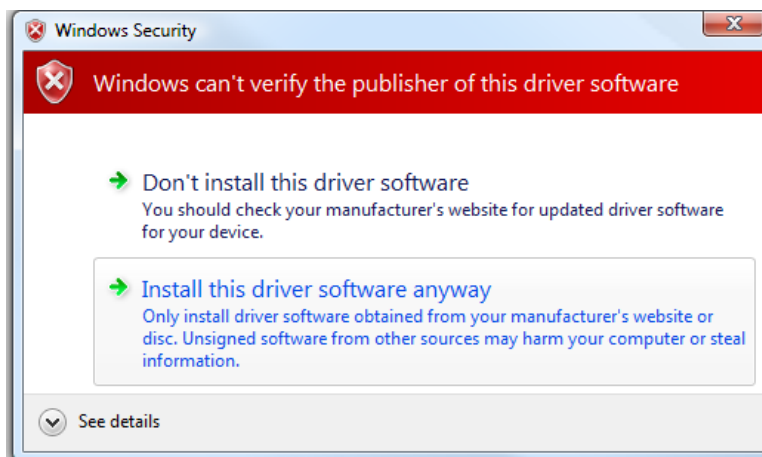 Windows Security
Windows can't verify the publisher of this driver software
Don't install this driver software
You should check your manufacturer's website for updated driver software
for your device.
Install this driver software anyway
Only install driver software obtained from your manufacturer's website or
disc. Unsigned software from other sources may harm your computer or steal
information.
See details